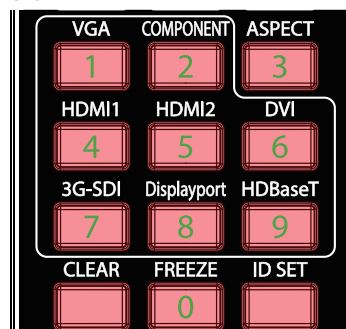 VGA COMPONENT ASPECT
1 2 3
HDMI1 HDMI2 DVI
4 5 6
3G-SDI Displayport HDBaseT
7 8 9
CLEAR FREEZE ID SET
0